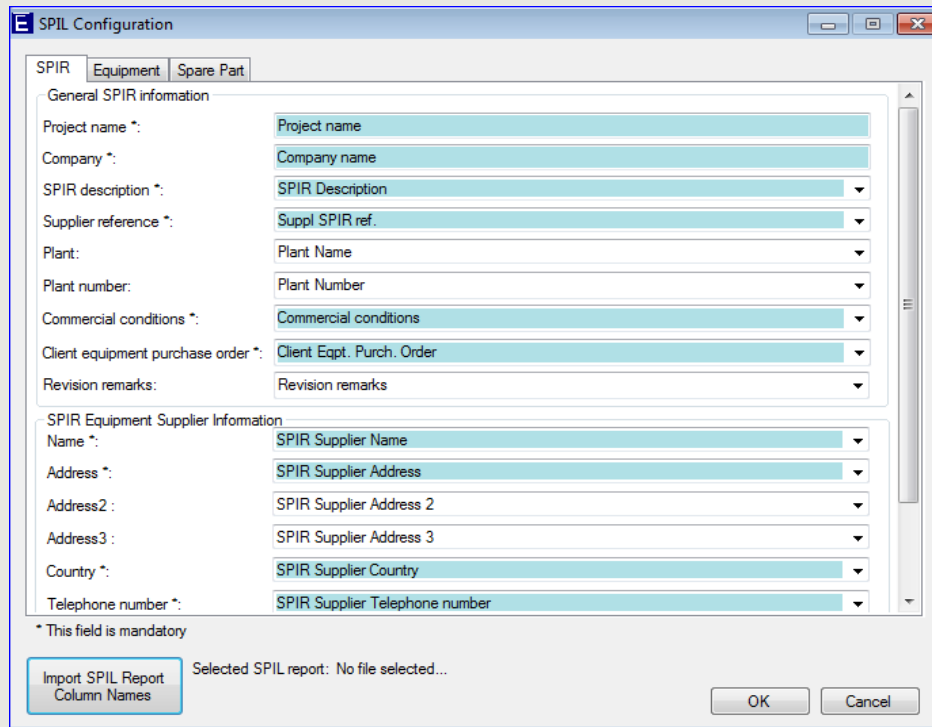 E SPIL Configuration
SPIR Equipment Spare Part
General SPIR information
Project name *: Project name
Company *: Company name
SPIR description *: SPIR Description
Supplier reference *: Suppl SPIR ref.
Plant: Plant Name
Plant number: Plant Number
Commercial conditions *: Commercial conditions
Client equipment purchase order *: Client Eqpt. Purch. Order
Revision remarks: Revision remarks
SPIR Equipment Supplier Information
Name *: SPIR Supplier Name
Address *: SPIR Supplier Address
Address2 : SPIR Supplier Address 2
Address3 : SPIR Supplier Address 3
Country *: SPIR Supplier Country
Telephone number *: SPIR Supplier Telephone number
* This field is mandatory
Import SPIL Report Column Names
Selected SPIL report: No file selected...
OK Cancel